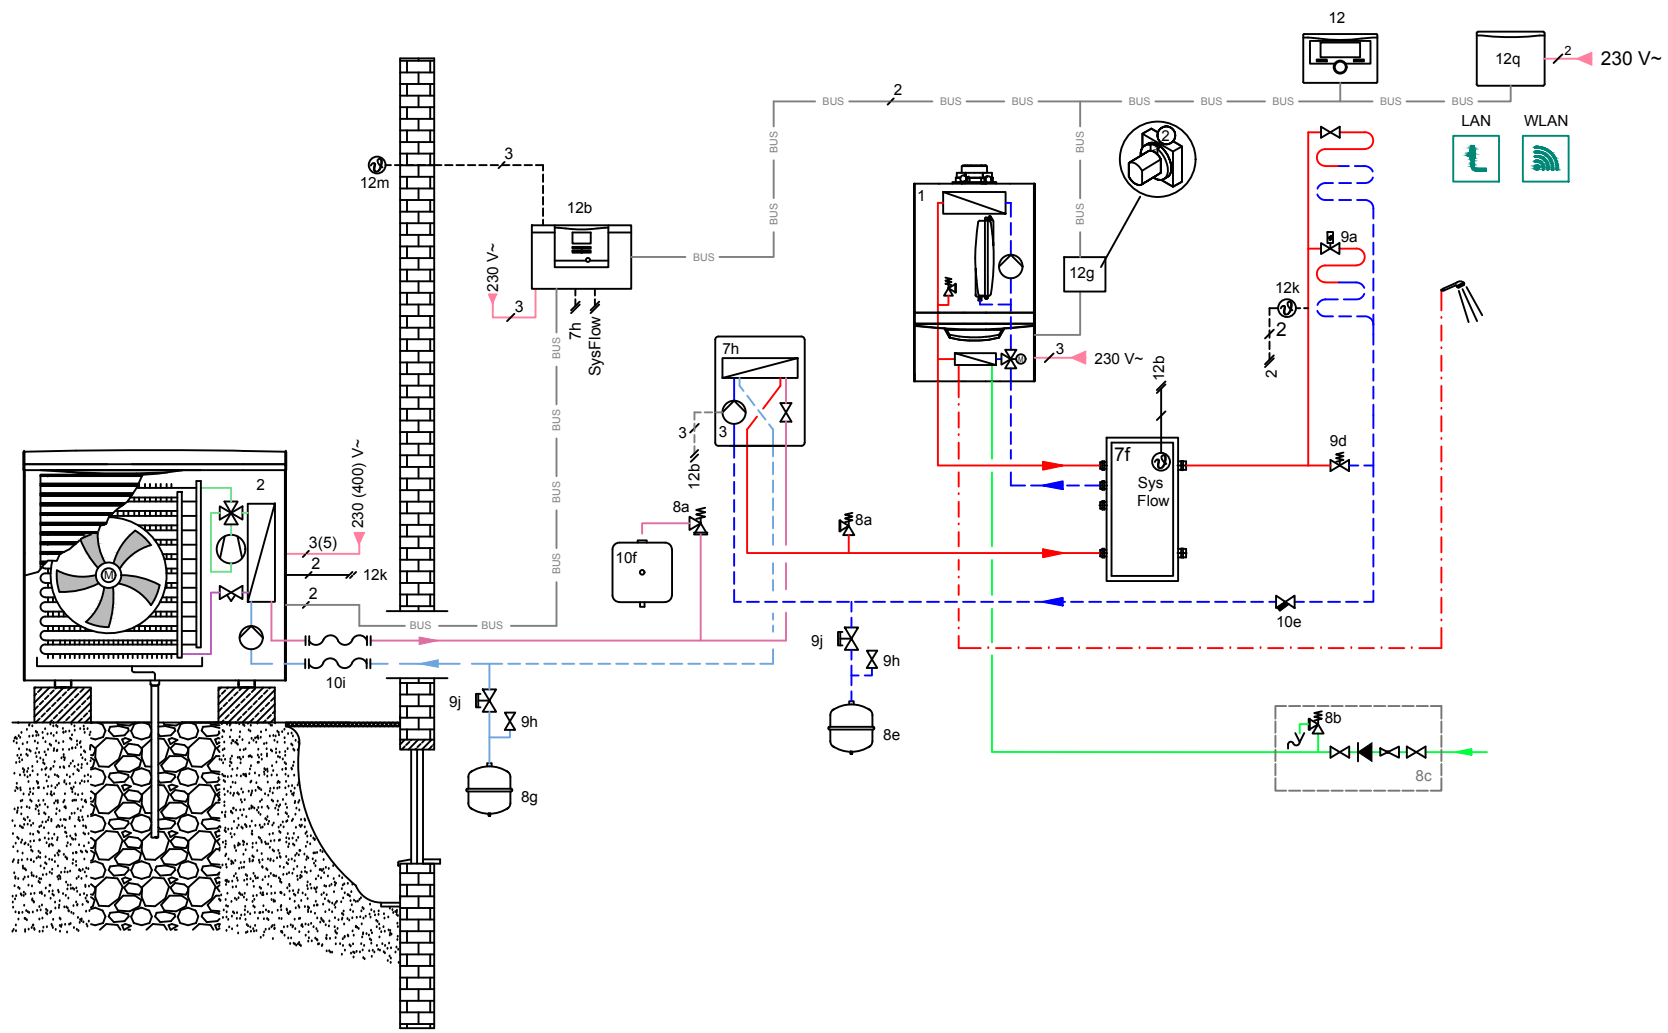 12
12q
2
230 V~
BUS
2
BUS
BUS
BUS
BUS
BUS
BUS
BUS
LAN
WLAN
2
3
12m
BUS
BUS
12b
1
9a
230 V~
BUS
12g
12k
3
7h
SysFlow
BUS
7h
3
230 V~
2
2
12b
3
3
12b
7f
Sys
Flow
9d
2
230 (400) V~
8a
8a
3(5)
2
12k
10f
2
BUS
BUS
10e
10i
9j
9h
9j
9h
8e
8b
8c
8g
M
M